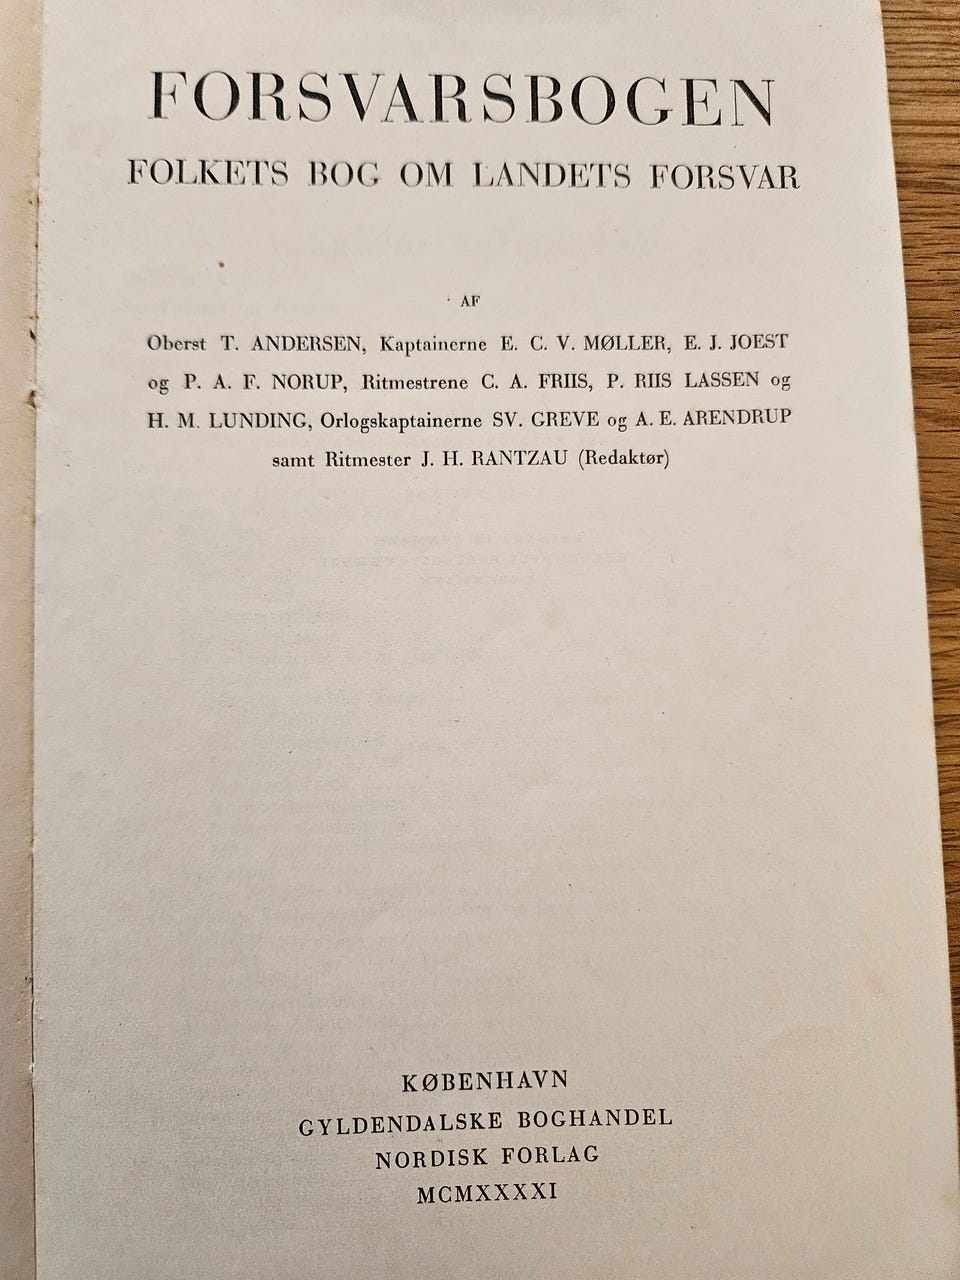 FORSVARSBOGEN
FOLKETS BOG OM LANDETS FORSVAR
AF
Oberst T. ANDERSEN, Kaptainerne E. C. V. MØLLER, E. J. JOEST
og P. A. F. NORUP, Ritmestrene C. A. FRIIS, P. RIIS LASSEN og
H. M. LUNDING, Orlogskaptainerne SV. GREVE og A. E. ARENDRUP
samt Ritmester J. H. RANTZAU (Redaktør)
KØBENHAVN
GYLDENDALSKE BOGHANDEL
NORDISK FORLAG
MCMXXXXI